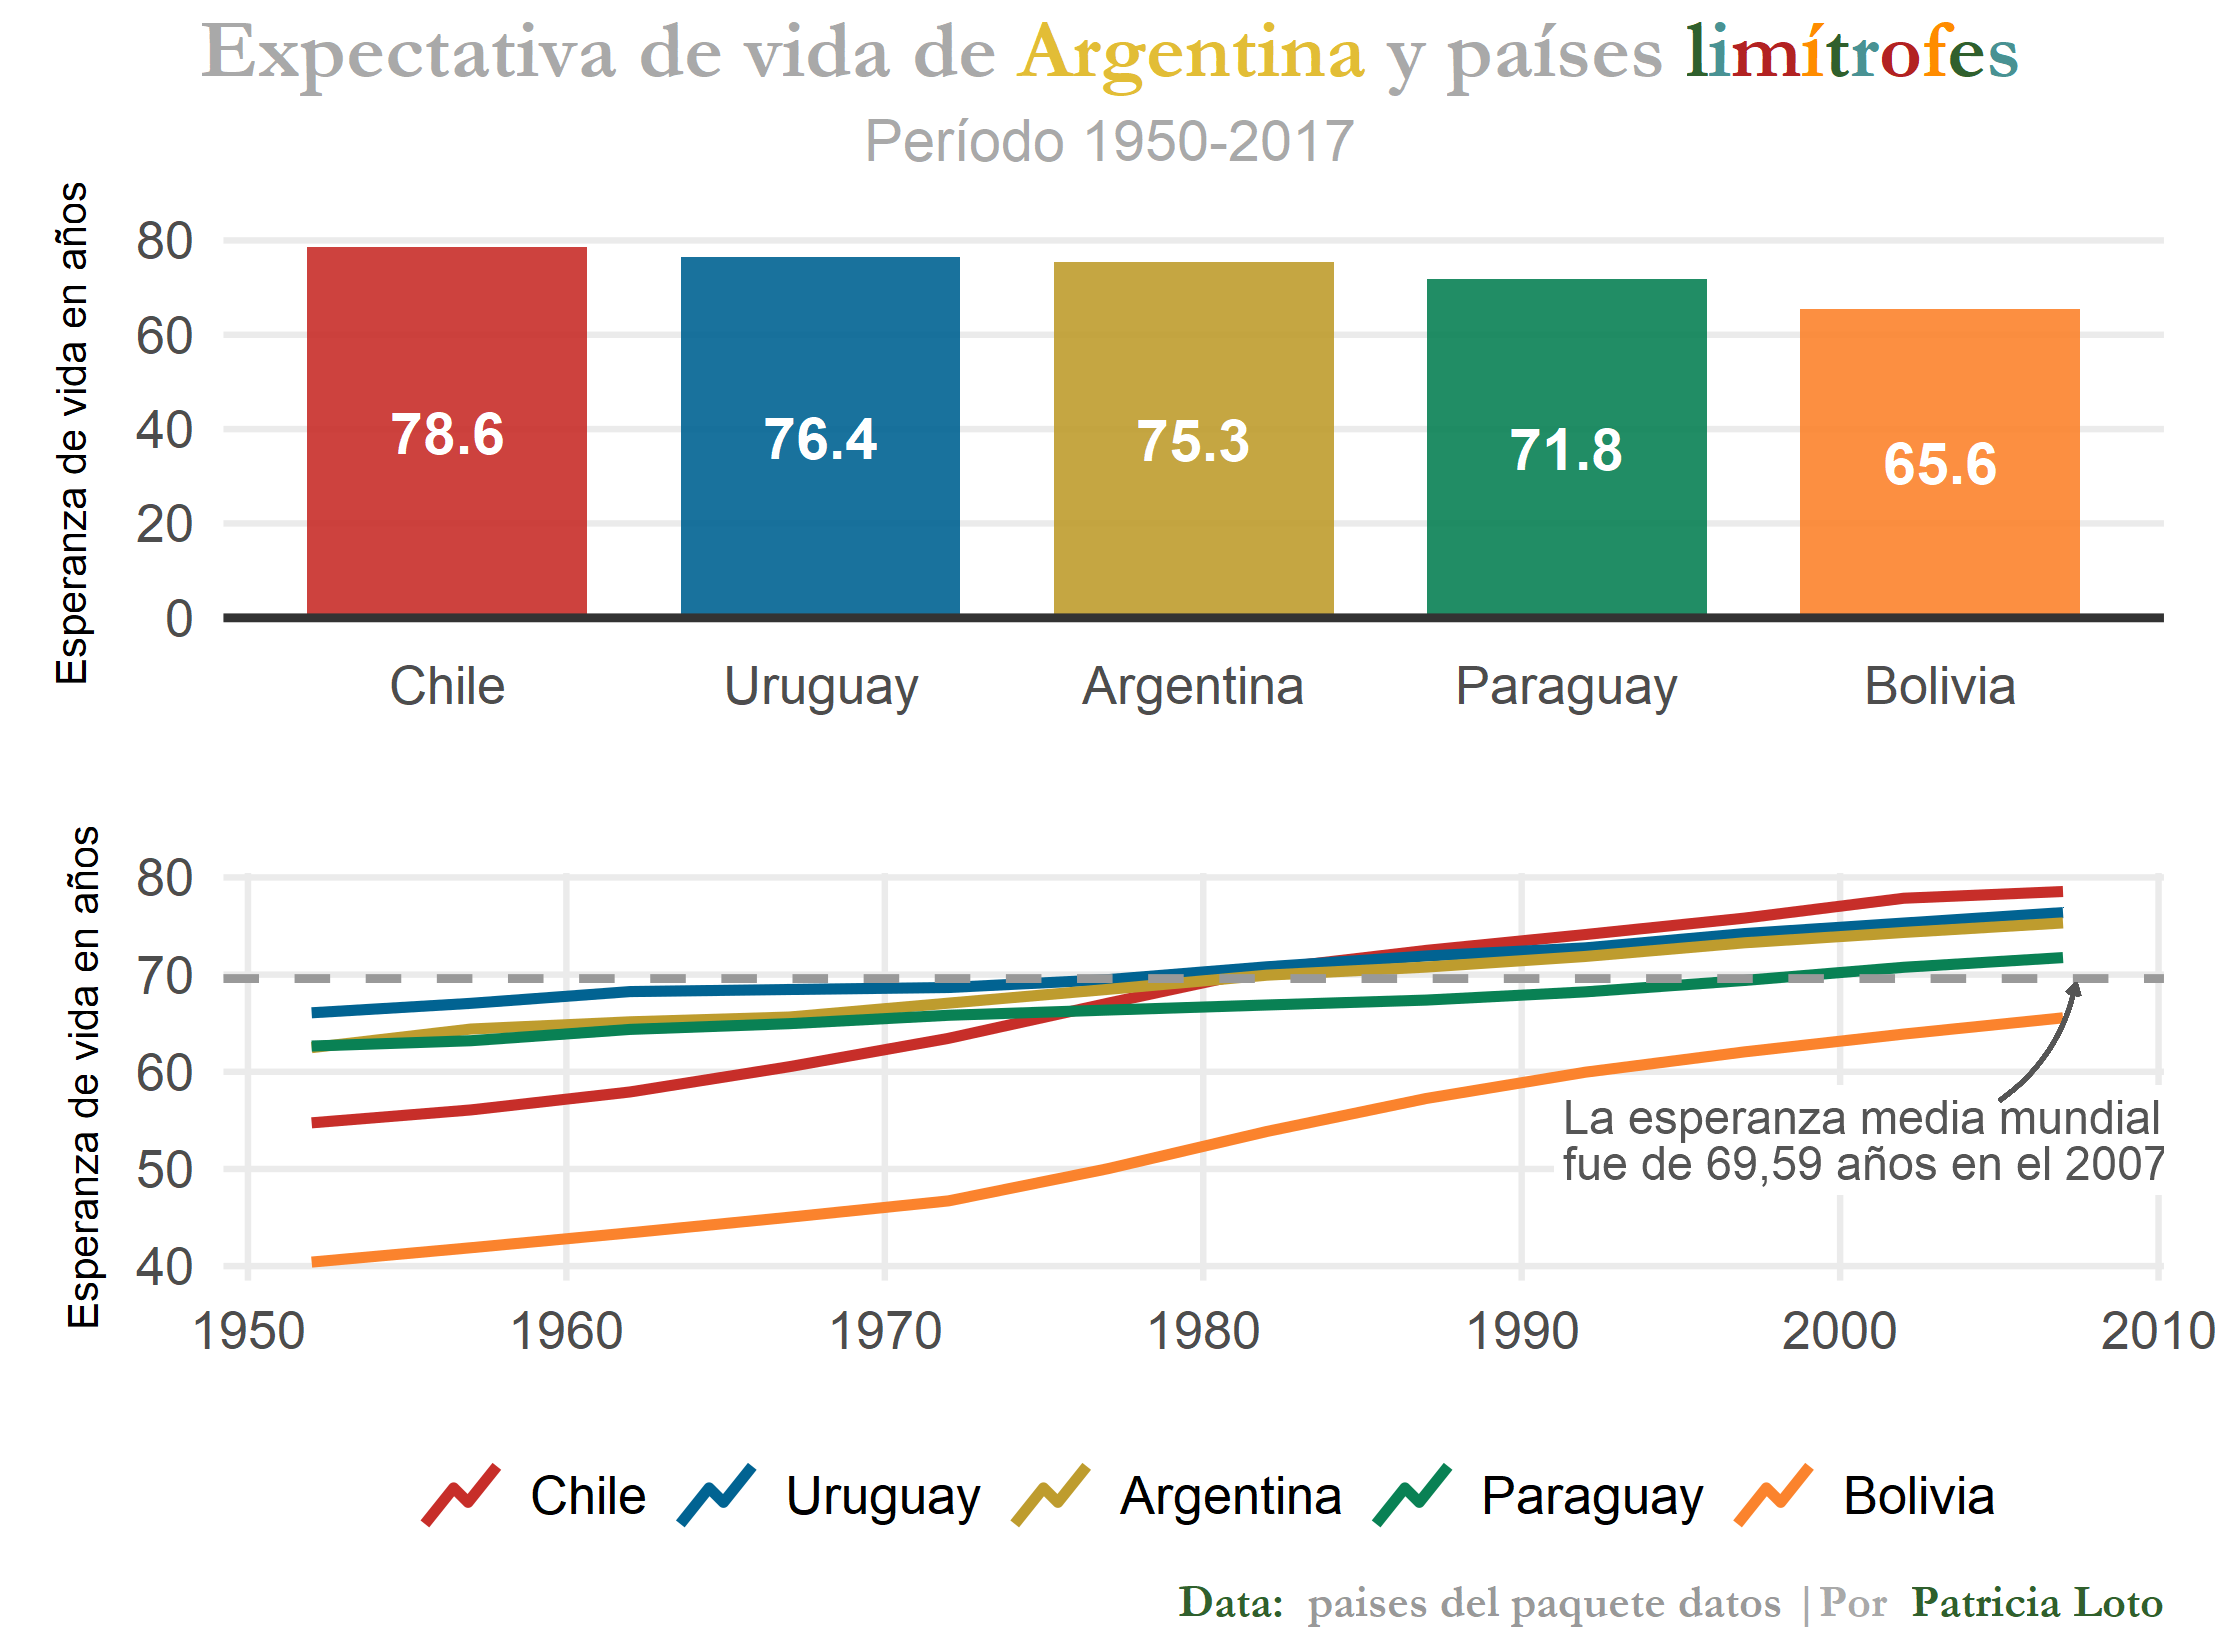 Expectativa de vida de Argentina y países limítrofes
Período 1950-2017
Esperanza de vida en años
80
60
40
20
0
78.6
76.4
75.3
71.8
65.6
Chile
Uruguay
Argentina
Paraguay
Bolivia
Esperanza de vida en años
80
70
60
50
40
La esperanza media mundial
fue de 69,59 años en el 2007
1950
1960
1970
1980
1990
2000
2010
Chile
Uruguay
Argentina
Paraguay
Bolivia
Data: paises del paquete datos |Por Patricia Loto